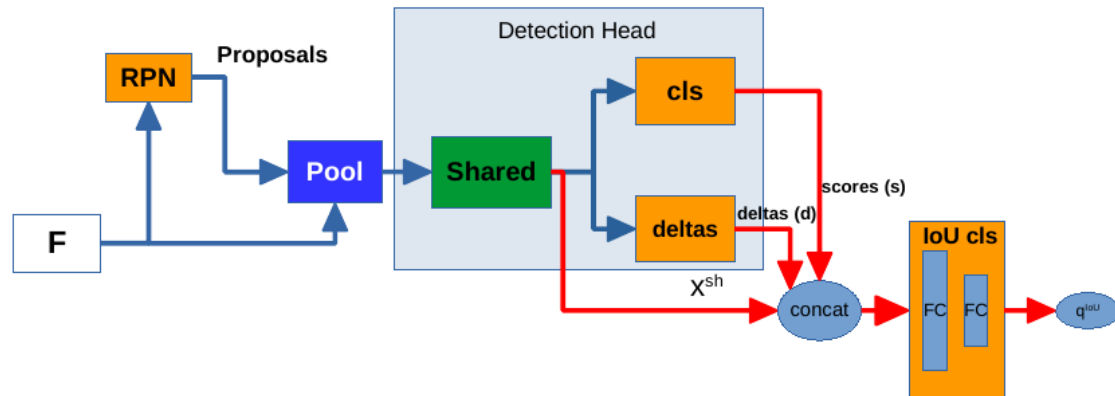 Detection Head
Proposals
RPN
cls
Pool
Shared
scores (s)
deltas (d)
deltas
F
IoU cls
X^sh
concat
FC
FC
q^IoU